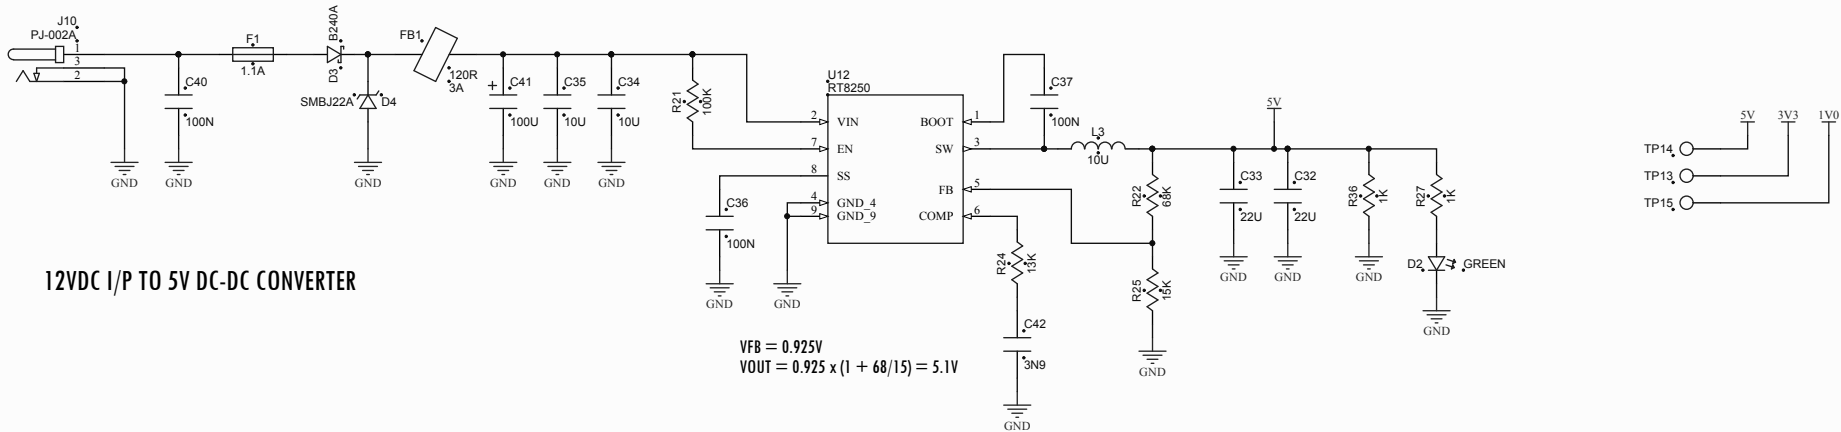 J10
PJ-002A
1
3
2
GND
C40
100N
GND
F1
1.1A
B240A
D3
SMBJ22A
D4
GND
FB1
120R
3A
C41
+
100U
GND
C35
10U
GND
C34
10U
GND
R21
100K
U12
RT8250
2 VIN
7 EN
8 SS
4 GND_4
9 GND_9
BOOT 1
SW 3
FB 5
COMP 6
C36
100N
GND
GND
C37
100N
L3
10U
R24
13K
C42
3N9
GND
R22
68K
R25
15K
GND
5V
C33
22U
GND
C32
22U
GND
R36
1K
GND
R27
1K
D2
GREEN
GND
5V
3V3
1V0
TP14
TP13
TP15
12VDC I/P TO 5V DC-DC CONVERTER
VFB = 0.925V
VOUT = 0.925 x (1 + 68/15) = 5.1V